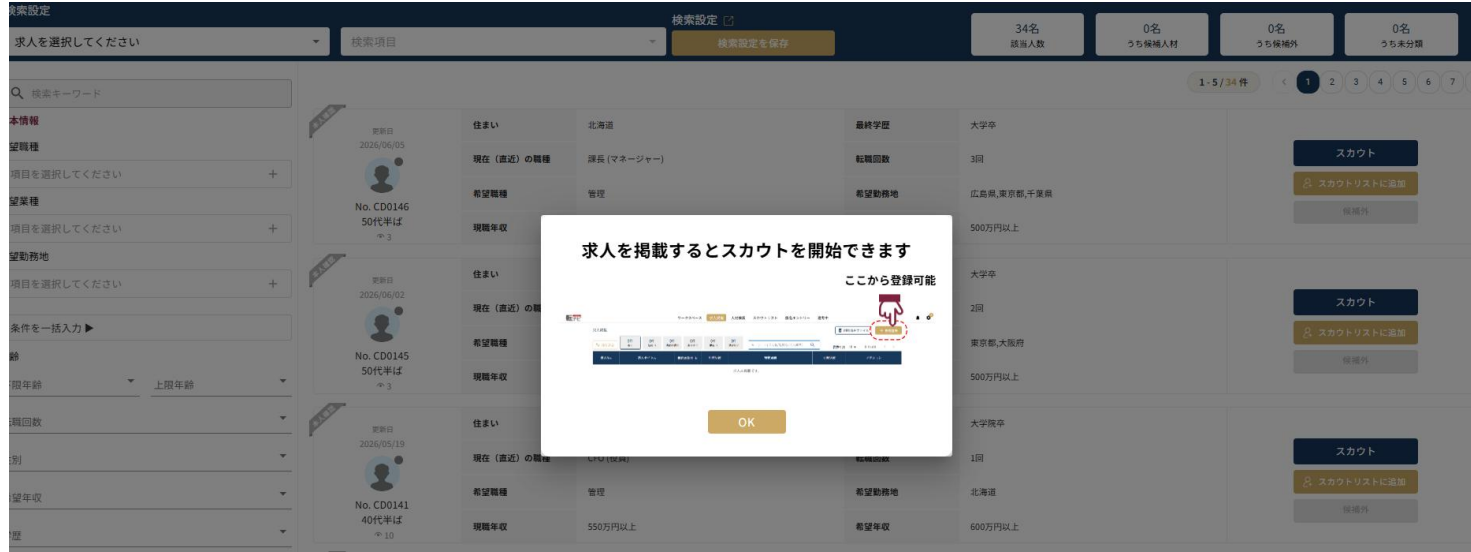 検索設定
求人を選択してください
検索項目
検索設定
検索設定を保存
34名
該当人数
0名
うち候補人材
0名
うち候補外
0名
うち未分類
検索キーワード
1 - 5 / 34 件
1 2 3 4 5 6 7
本情報
望職種
項目を選択してください
望業種
項目を選択してください
望勤務地
項目を選択してください
条件を一括入力 ▶
齢
下限年齢
上限年齢
転職回数
性別
希望年収
学歴
更新日
2026/06/05
No. CD0146
50代半ば
3
住まい
北海道
最終学歴
大学卒
現在（直近）の職種
課長 (マネージャー)
転職回数
3回
希望職種
管理
希望勤務地
広島県,東京都,千葉県
現職年収
500万円以上
スカウト
スカウトリストに追加
候補外
求人を掲載するとスカウトを開始できます
ここから登録可能
OK
更新日
2026/06/02
No. CD0145
50代半ば
3
住まい
大学卒
現在（直近）の職
2回
希望職種
東京都,大阪府
現職年収
500万円以上
スカウト
スカウトリストに追加
候補外
更新日
2026/05/19
No. CD0141
40代半ば
10
住まい
大学院卒
現在（直近）の職種
CFO (役員)
転職回数
1回
希望職種
管理
希望勤務地
北海道
現職年収
550万円以上
希望年収
600万円以上
スカウト
スカウトリストに追加
候補外